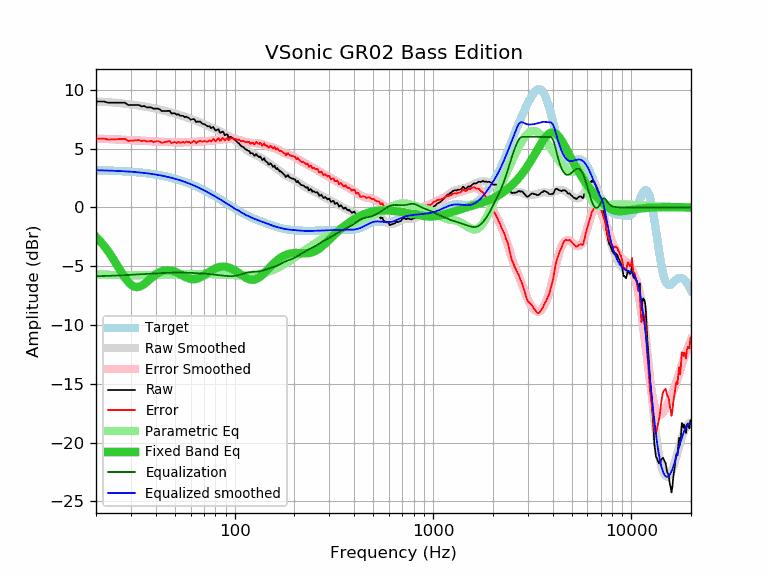 VSonic GR02 Bass Edition
Amplitude (dBr)
10
5
0
−5
−10
−15
−20
−25
Target
Raw Smoothed
Error Smoothed
Raw
Error
Parametric Eq
Fixed Band Eq
Equalization
Equalized smoothed
100
1000
10000
Frequency (Hz)